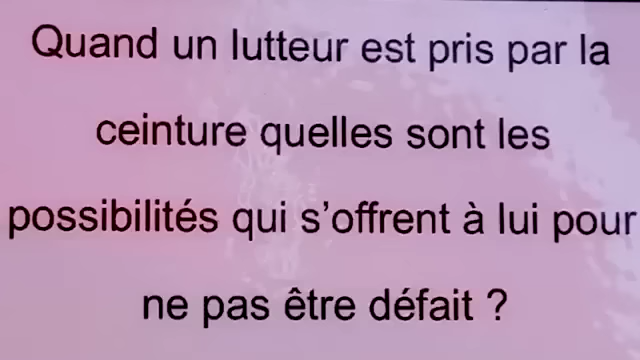 Quand un lutteur est pris par la
ceinture quelles sont les
possibilités qui s’offrent à lui pour
ne pas être défait ?